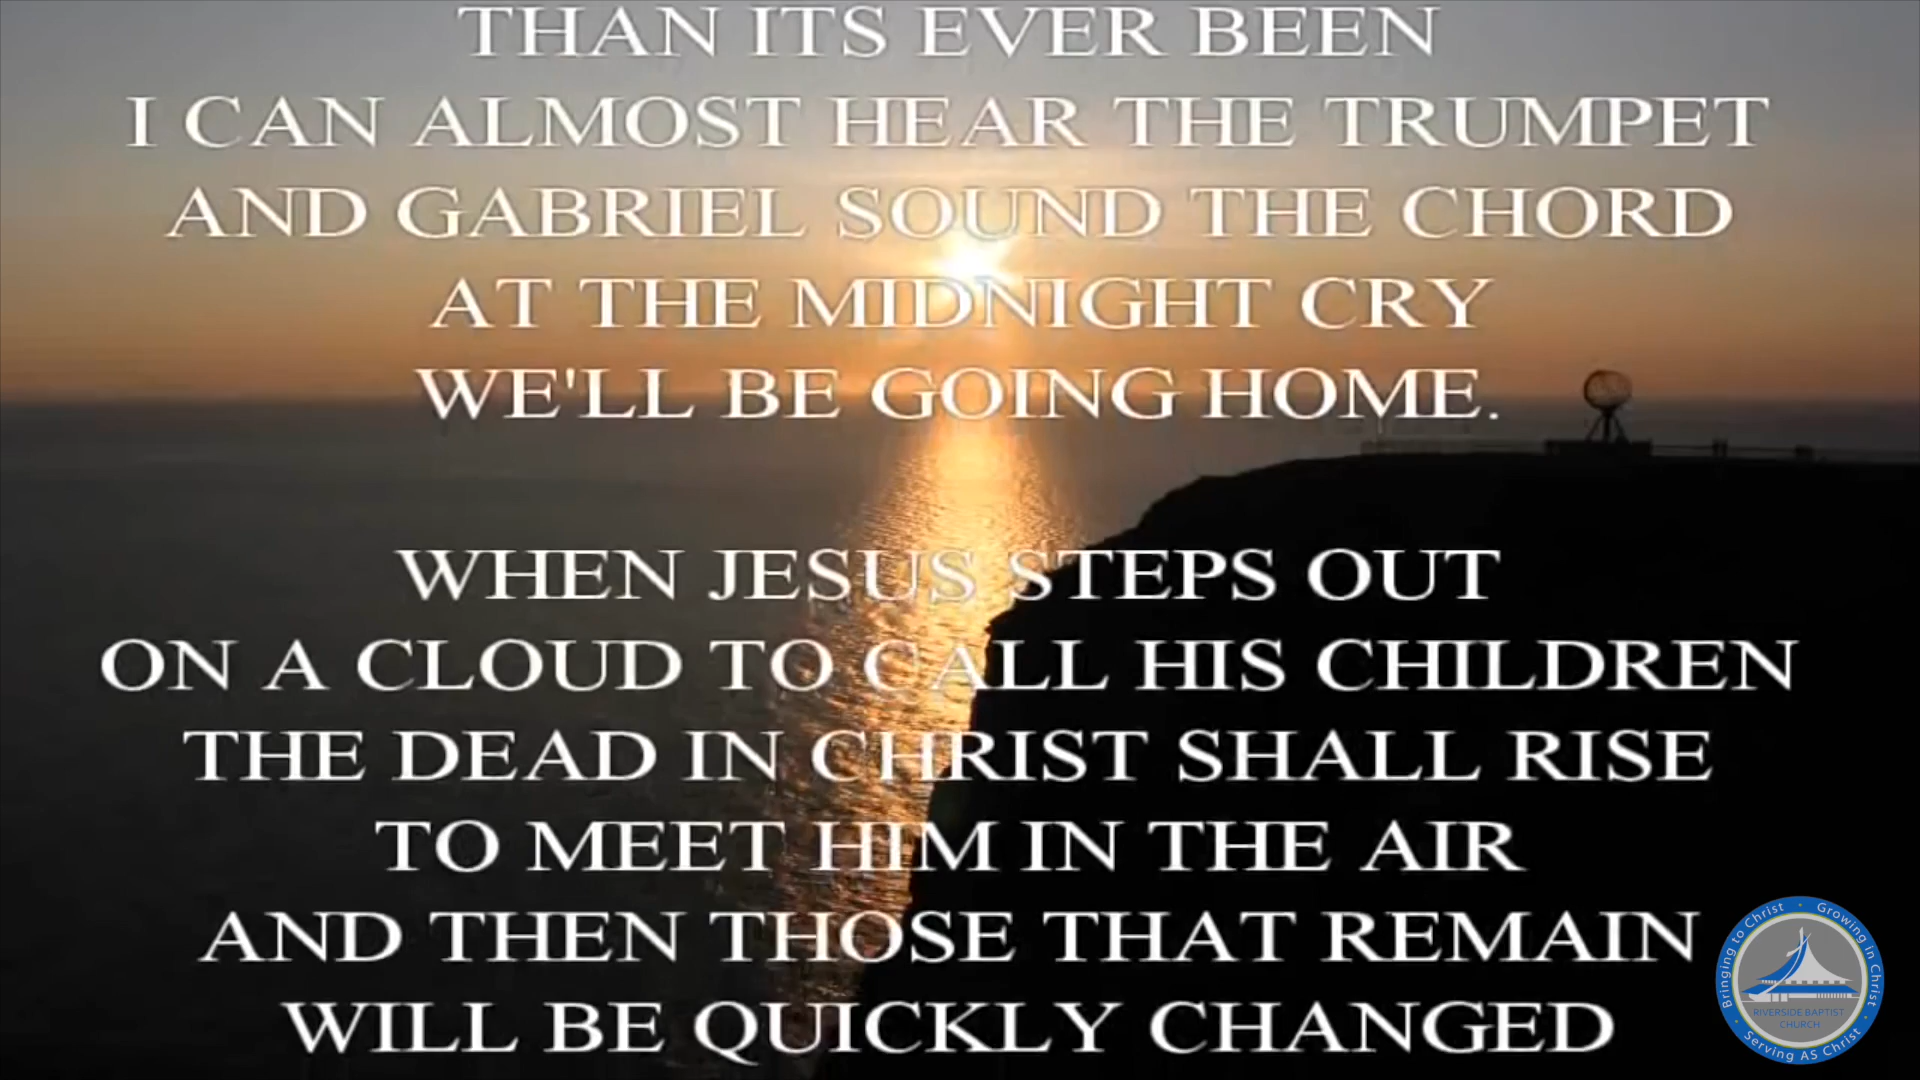 THAN ITS EVER BEEN
I CAN ALMOST HEAR THE TRUMPET
AND GABRIEL SOUND THE CHORD
AT THE MIDNIGHT CRY
WE'LL BE GOING HOME.
WHEN JESUS STEPS OUT
ON A CLOUD TO CALL HIS CHILDREN
THE DEAD IN CHRIST SHALL RISE
TO MEET HIM IN THE AIR
AND THEN THOSE THAT REMAIN
WILL BE QUICKLY CHANGED
Bringing to Christ • Growing in Christ • Serving AS Christ
RIVERSIDE BAPTIST
CHURCH